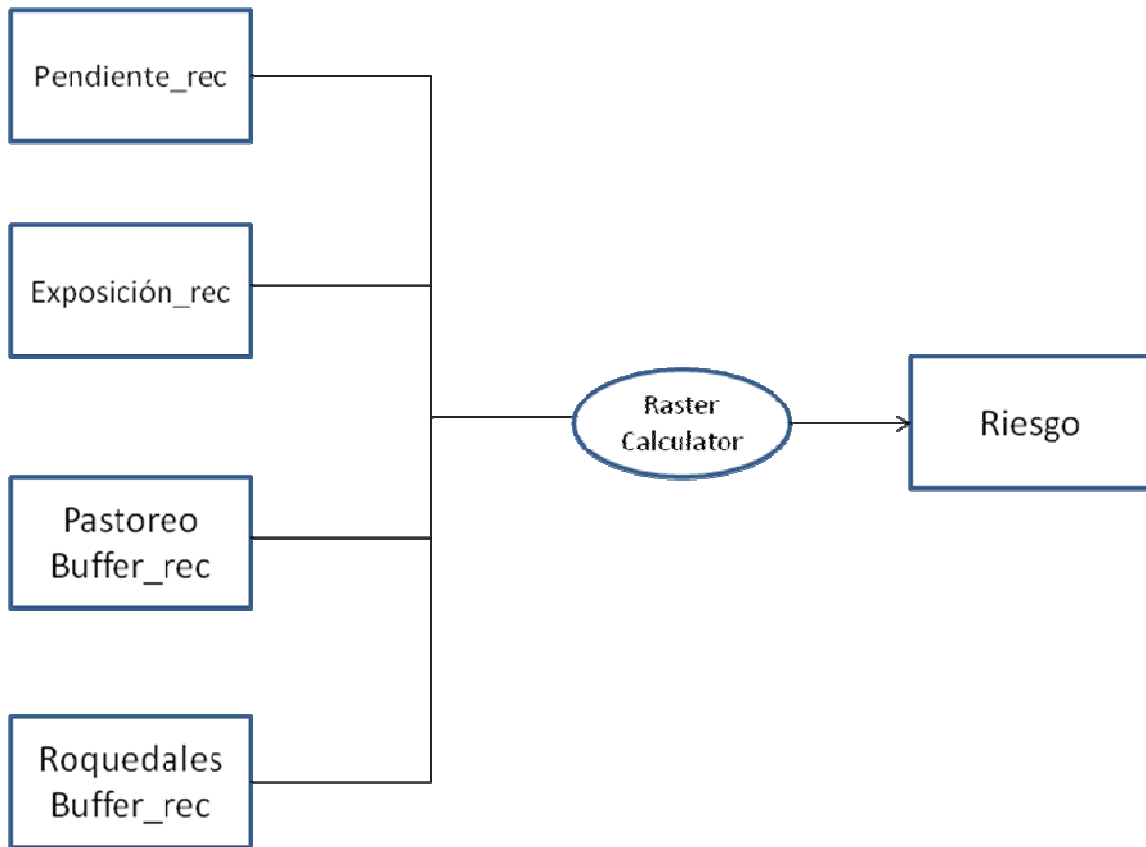 Pendiente_rec
Exposición_rec
Pastoreo
Buffer_rec
Roquedales
Buffer_rec
Raster
Calculator
Riesgo